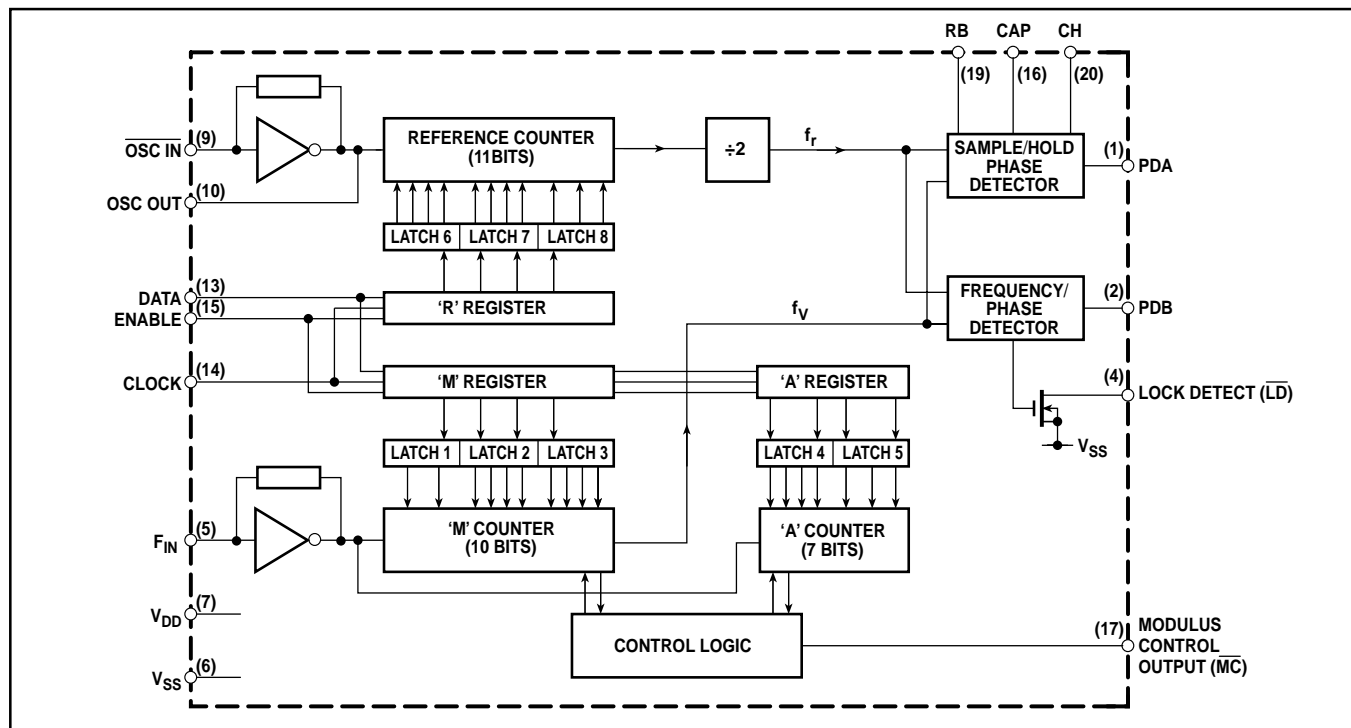 RB CAP CH
(19) (16) (20)
OSC IN (9)
REFERENCE COUNTER
(11BITS)
÷2
fr
SAMPLE/HOLD
PHASE
DETECTOR
(1) PDA
OSC OUT (10)
LATCH 6 LATCH 7 LATCH 8
DATA (13)
ENABLE (15)
'R' REGISTER
fV
FREQUENCY/
PHASE
DETECTOR
(2) PDB
CLOCK (14)
'M' REGISTER
'A' REGISTER
(4) LOCK DETECT (LD)
VSS
LATCH 1 LATCH 2 LATCH 3
LATCH 4 LATCH 5
FIN (5)
'M' COUNTER
(10 BITS)
'A' COUNTER
(7 BITS)
VDD (7)
CONTROL LOGIC
(17) MODULUS
CONTROL
OUTPUT (MC)
VSS (6)